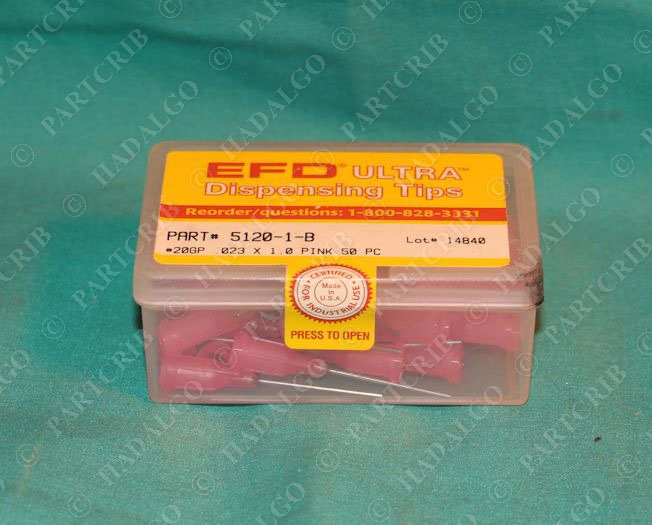 EFD® ULTRA™
Dispensing Tips
Reorder/questions: 1-800-828-3331
PART# 5120-1-B Lot# 14840
#20GP .023 X 1.0 PINK 50 PC
CERTIFIED
Made in U.S.A
FOR INDUSTRIAL USE
PRESS TO OPEN
© PARTCRIB
© HADALGO